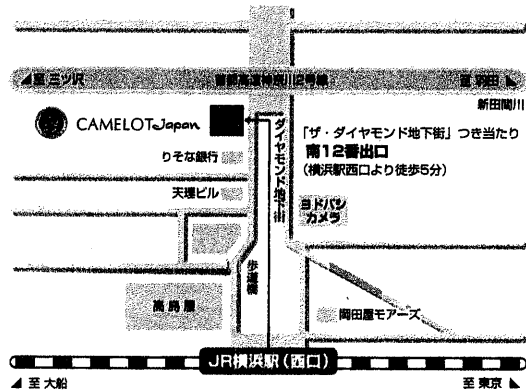 至 三ツ沢
首都高速神奈川2号線
至 羽田
新田間川
CAMELOT Japan
「ザ・ダイヤモンド地下街」つき当たり
南12番出口
(横浜駅西口より徒歩5分)
りそな銀行
天理ビル
ダイヤモンド地下街
ヨドバシ
カメラ
歩道橋
高島屋
岡田屋モアーズ
JR横浜駅(西口)
至 大船
至 東京